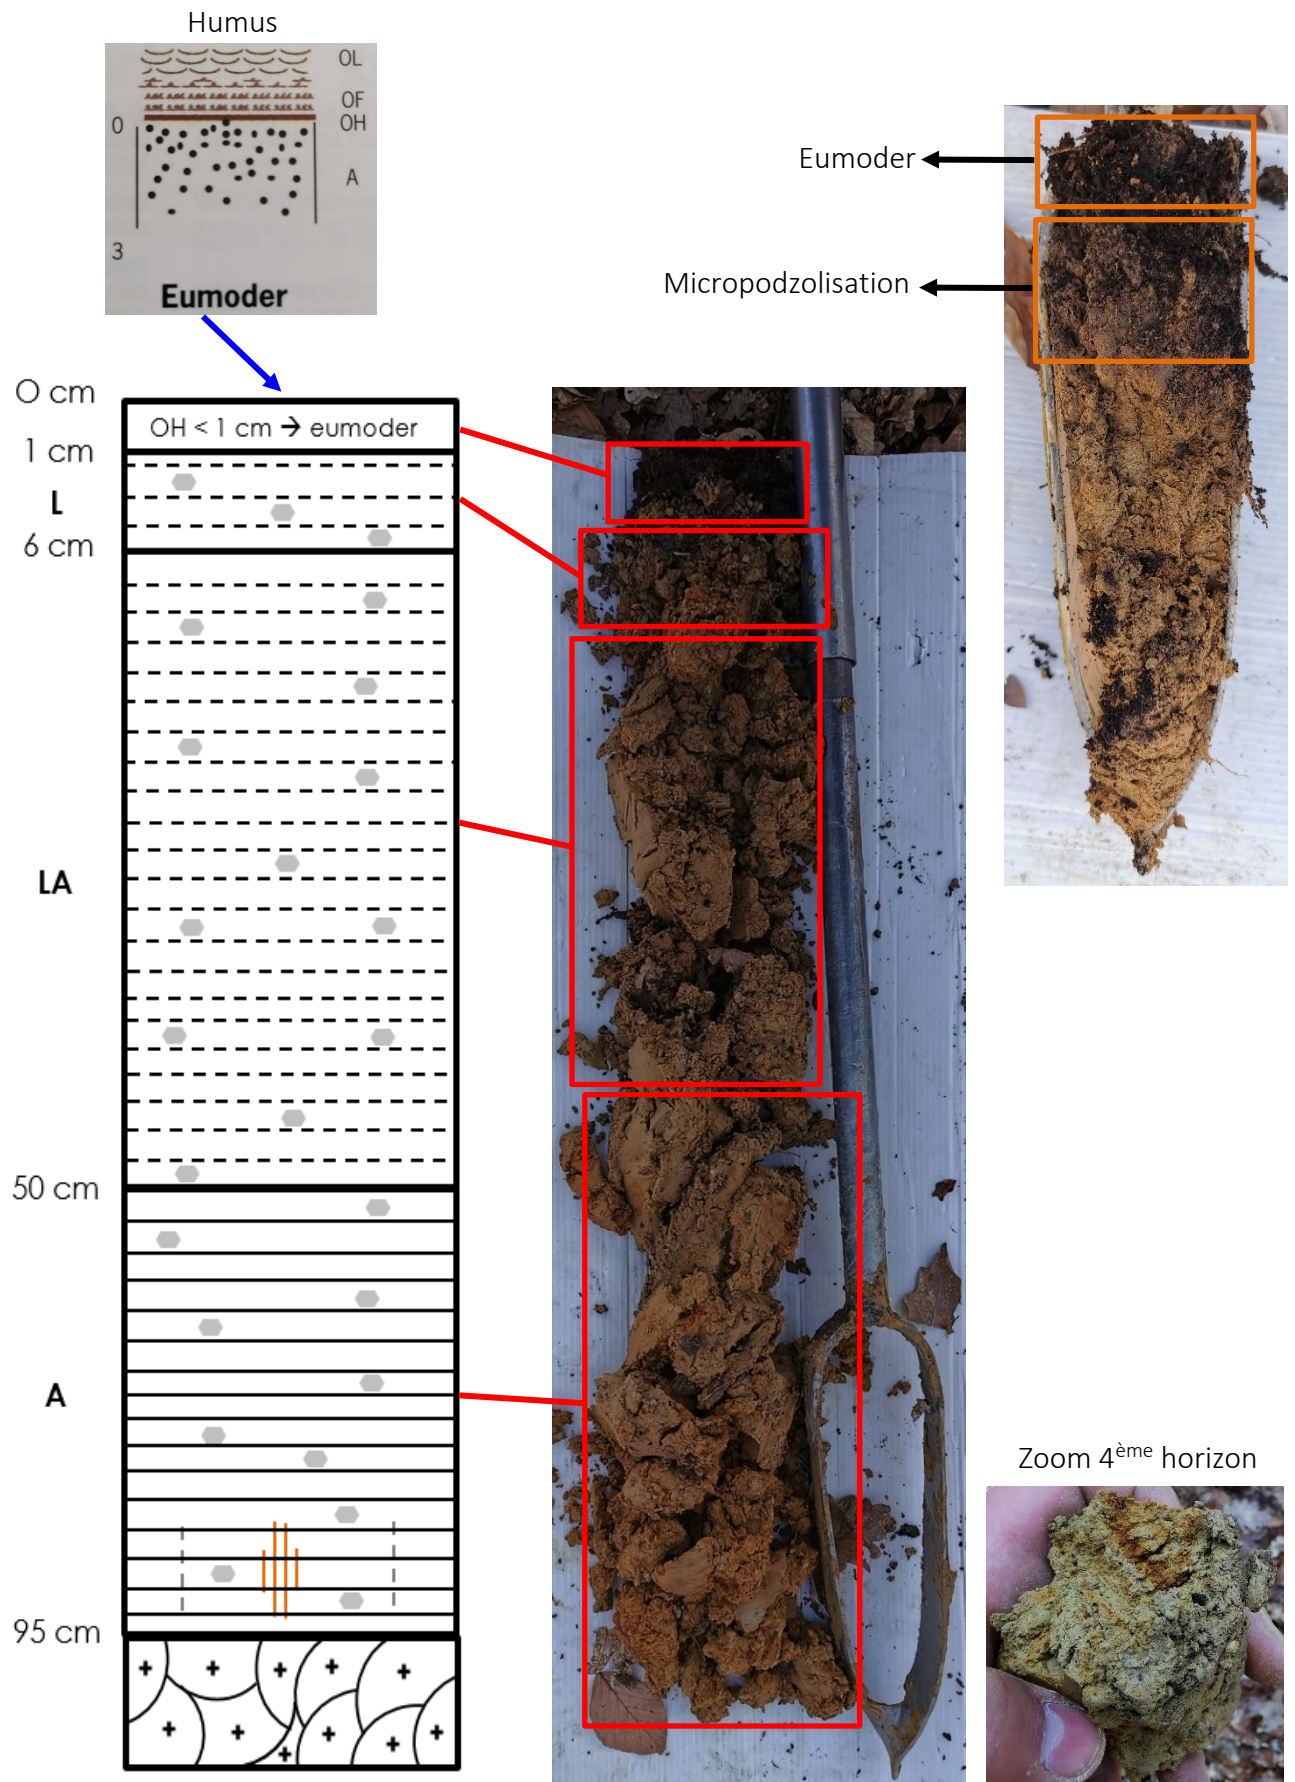 Humus
OL
OF
OH
0
A
3
Eumoder
Eumoder
Micropodzolisation
O cm
OH < 1 cm → eumoder
1 cm
L
6 cm
LA
50 cm
A
95 cm
Zoom 4ème horizon